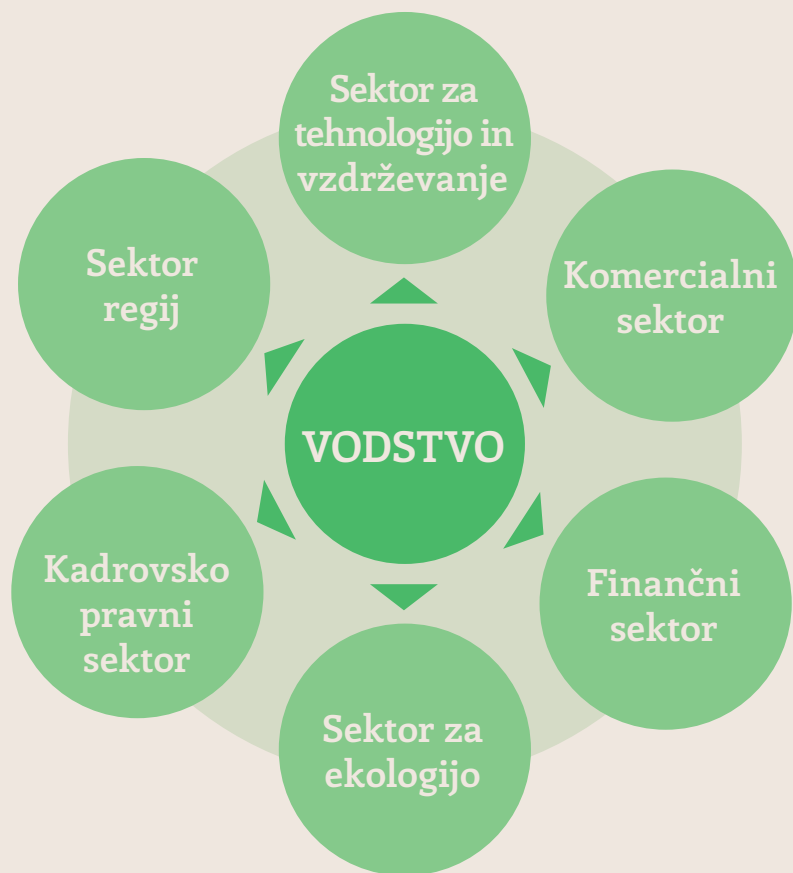 Sektor za
tehnologijo in
vzdrževanje
Komercialni
sektor
Finančni
sektor
Sektor za
ekologijo
Kadrovsko
pravni
sektor
Sektor
regij
VODSTVO